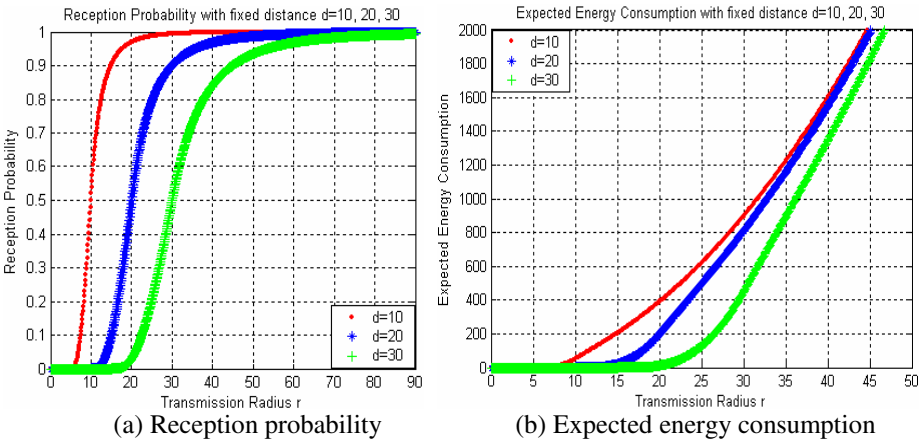 Reception Probability with fixed distance d=10, 20, 30
1
0.9
0.8
0.7
0.6
0.5
0.4
0.3
0.2
0.1
0
Reception Probability
d=10
d=20
d=30
0 10 20 30 40 50 60 70 80 90
Transmission Radius r
(a) Reception probability
Expected Energy Consumption with fixed distance d=10, 20, 30
2000
1800
1600
1400
1200
1000
800
600
400
200
0
Expected Energy Consumption
d=10
d=20
d=30
0 5 10 15 20 25 30 35 40 45 50
Transmission Radius r
(b) Expected energy consumption